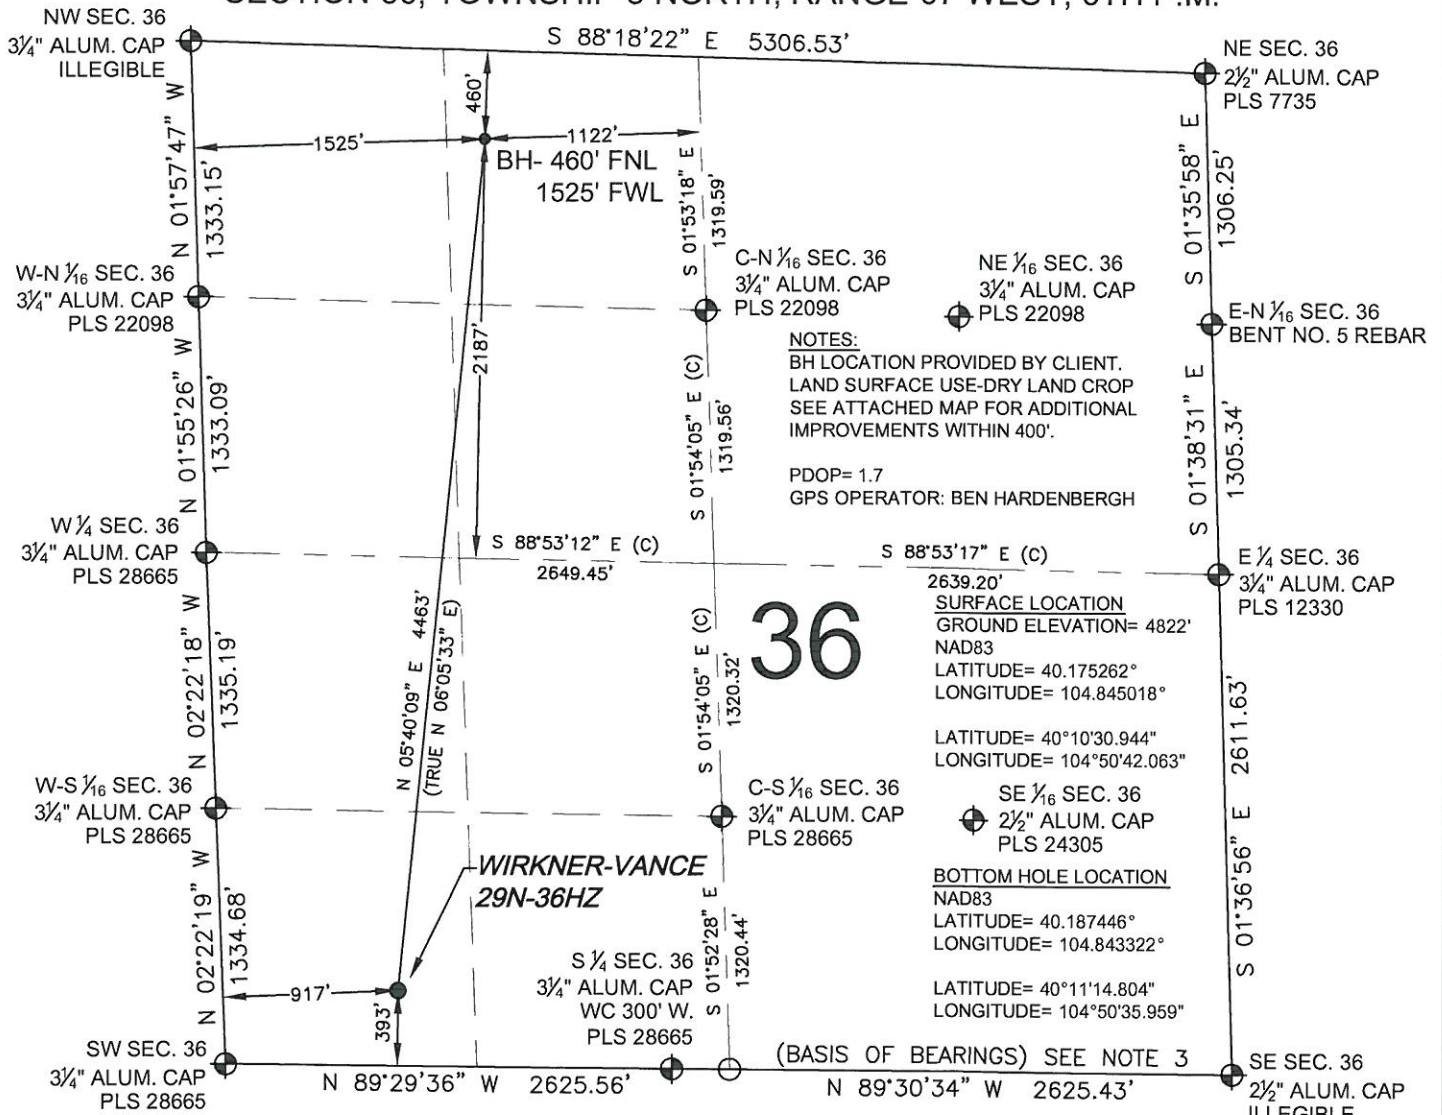 SECTION 36, TOWNSHIP 3 NORTH, RANGE 67 WEST, 6TH P.M.
NW SEC. 36
3¼" ALUM. CAP
ILLEGIBLE
S 88°18'22" E 5306.53'
NE SEC. 36
2½" ALUM. CAP
PLS 7735
N 01°57'47" W
1333.15'
460'
1525'
1122'
BH- 460' FNL
1525' FWL
S 01°53'18" E
1319.59'
S 01°35'58" E
1306.25'
W-N 1/16 SEC. 36
3¼" ALUM. CAP
PLS 22098
C-N 1/16 SEC. 36
3¼" ALUM. CAP
PLS 22098
NE 1/16 SEC. 36
3¼" ALUM. CAP
PLS 22098
E-N 1/16 SEC. 36
BENT NO. 5 REBAR
NOTES:
BH LOCATION PROVIDED BY CLIENT.
LAND SURFACE USE-DRY LAND CROP
SEE ATTACHED MAP FOR ADDITIONAL
IMPROVEMENTS WITHIN 400'.
PDOP= 1.7
GPS OPERATOR: BEN HARDENBERGH
N 01°55'26" W
1333.09'
2187'
S 01°54'05" E (C)
1319.56'
S 01°38'31" E
1305.34'
W ¼ SEC. 36
3¼" ALUM. CAP
PLS 28665
S 88°53'12" E (C)
2649.45'
S 88°53'17" E (C)
2639.20'
E ¼ SEC. 36
3¼" ALUM. CAP
PLS 12330
36
SURFACE LOCATION
GROUND ELEVATION= 4822'
NAD83
LATITUDE= 40.175262°
LONGITUDE= 104.845018°
LATITUDE= 40°10'30.944"
LONGITUDE= 104°50'42.063"
N 02°22'18" W
1335.19'
N 05°40'09" E 4463'
(TRUE N 06°05'33" E)
S 01°54'05" E (C)
1320.32'
S 01°36'56" E 2611.63'
W-S 1/16 SEC. 36
3¼" ALUM. CAP
PLS 28665
C-S 1/16 SEC. 36
3¼" ALUM. CAP
PLS 28665
SE 1/16 SEC. 36
2½" ALUM. CAP
PLS 24305
WIRKNER-VANCE
29N-36HZ
BOTTOM HOLE LOCATION
NAD83
LATITUDE= 40.187446°
LONGITUDE= 104.843322°
LATITUDE= 40°11'14.804"
LONGITUDE= 104°50'35.959"
N 02°22'19" W
1334.68'
917'
393'
S 01°52'28" E
1320.44'
S ¼ SEC. 36
3¼" ALUM. CAP
WC 300' W.
PLS 28665
SW SEC. 36
3¼" ALUM. CAP
PLS 28665
N 89°29'36" W 2625.56'
(BASIS OF BEARINGS) SEE NOTE 3
N 89°30'34" W 2625.43'
SE SEC. 36
2½" ALUM. CAP
ILLEGIBLE